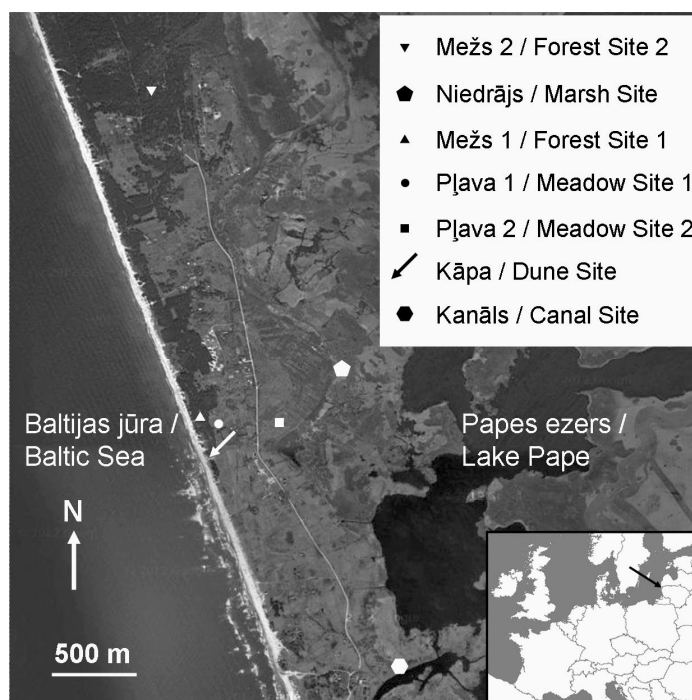 Mežs 2 / Forest Site 2
Niedrājs / Marsh Site
Mežs 1 / Forest Site 1
Pļava 1 / Meadow Site 1
Pļava 2 / Meadow Site 2
Kāpa / Dune Site
Kanāls / Canal Site
Baltijas jūra /
Baltic Sea
Papes ezers /
Lake Pape
N
500 m